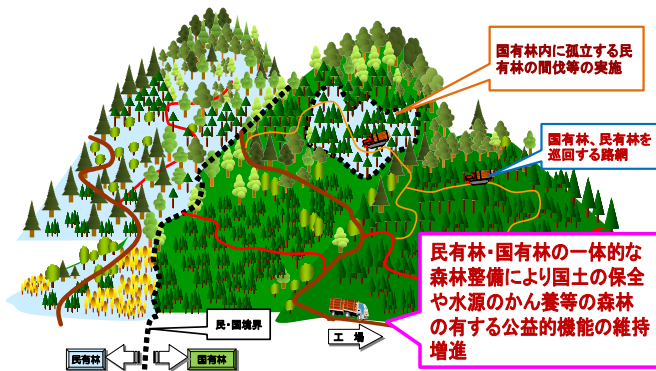 国有林内に孤立する民
有林の間伐等の実施
国有林、民有林を
巡回する路網
民有林・国有林の一体的な
森林整備により国土の保全
や水源のかん養等の森林
の有する公益的機能の維持
増進
民・国境界
工　場
民有林
国有林